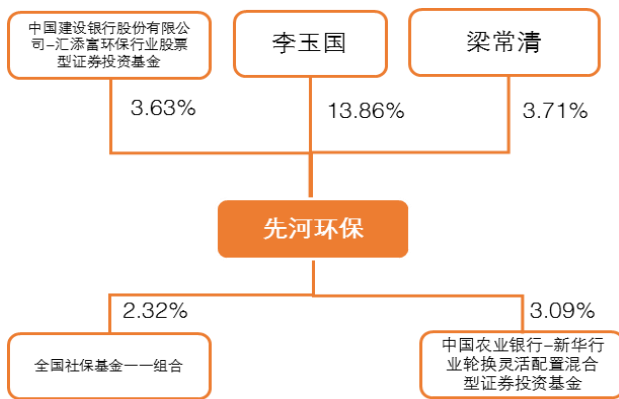 中国建设银行股份有限公
司-汇添富环保行业股票
型证券投资基金
李玉国
梁常清
3.63%
13.86%
3.71%
先河环保
2.32%
3.09%
全国社保基金一一组合
中国农业银行-新华行
业轮换灵活配置混合
型证券投资基金